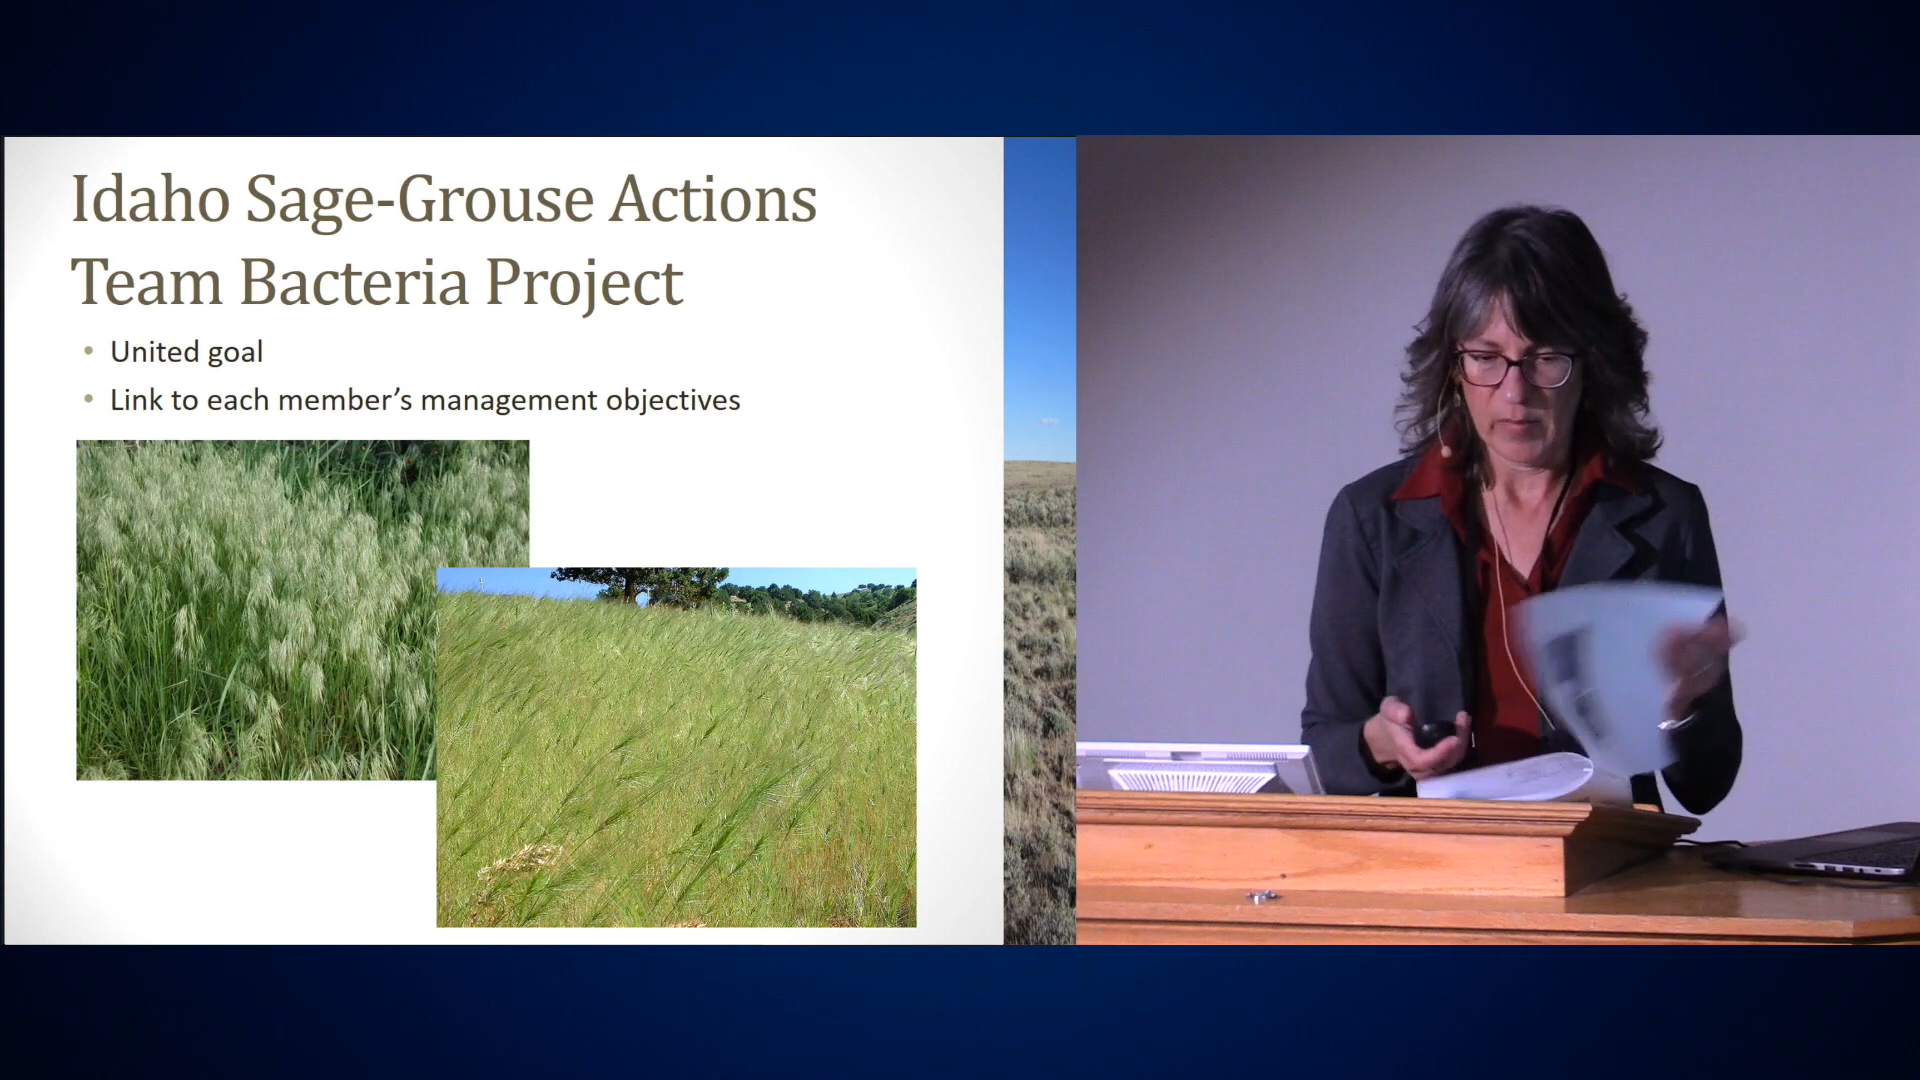 Idaho Sage-Grouse Actions
Team Bacteria Project
• United goal
• Link to each member’s management objectives